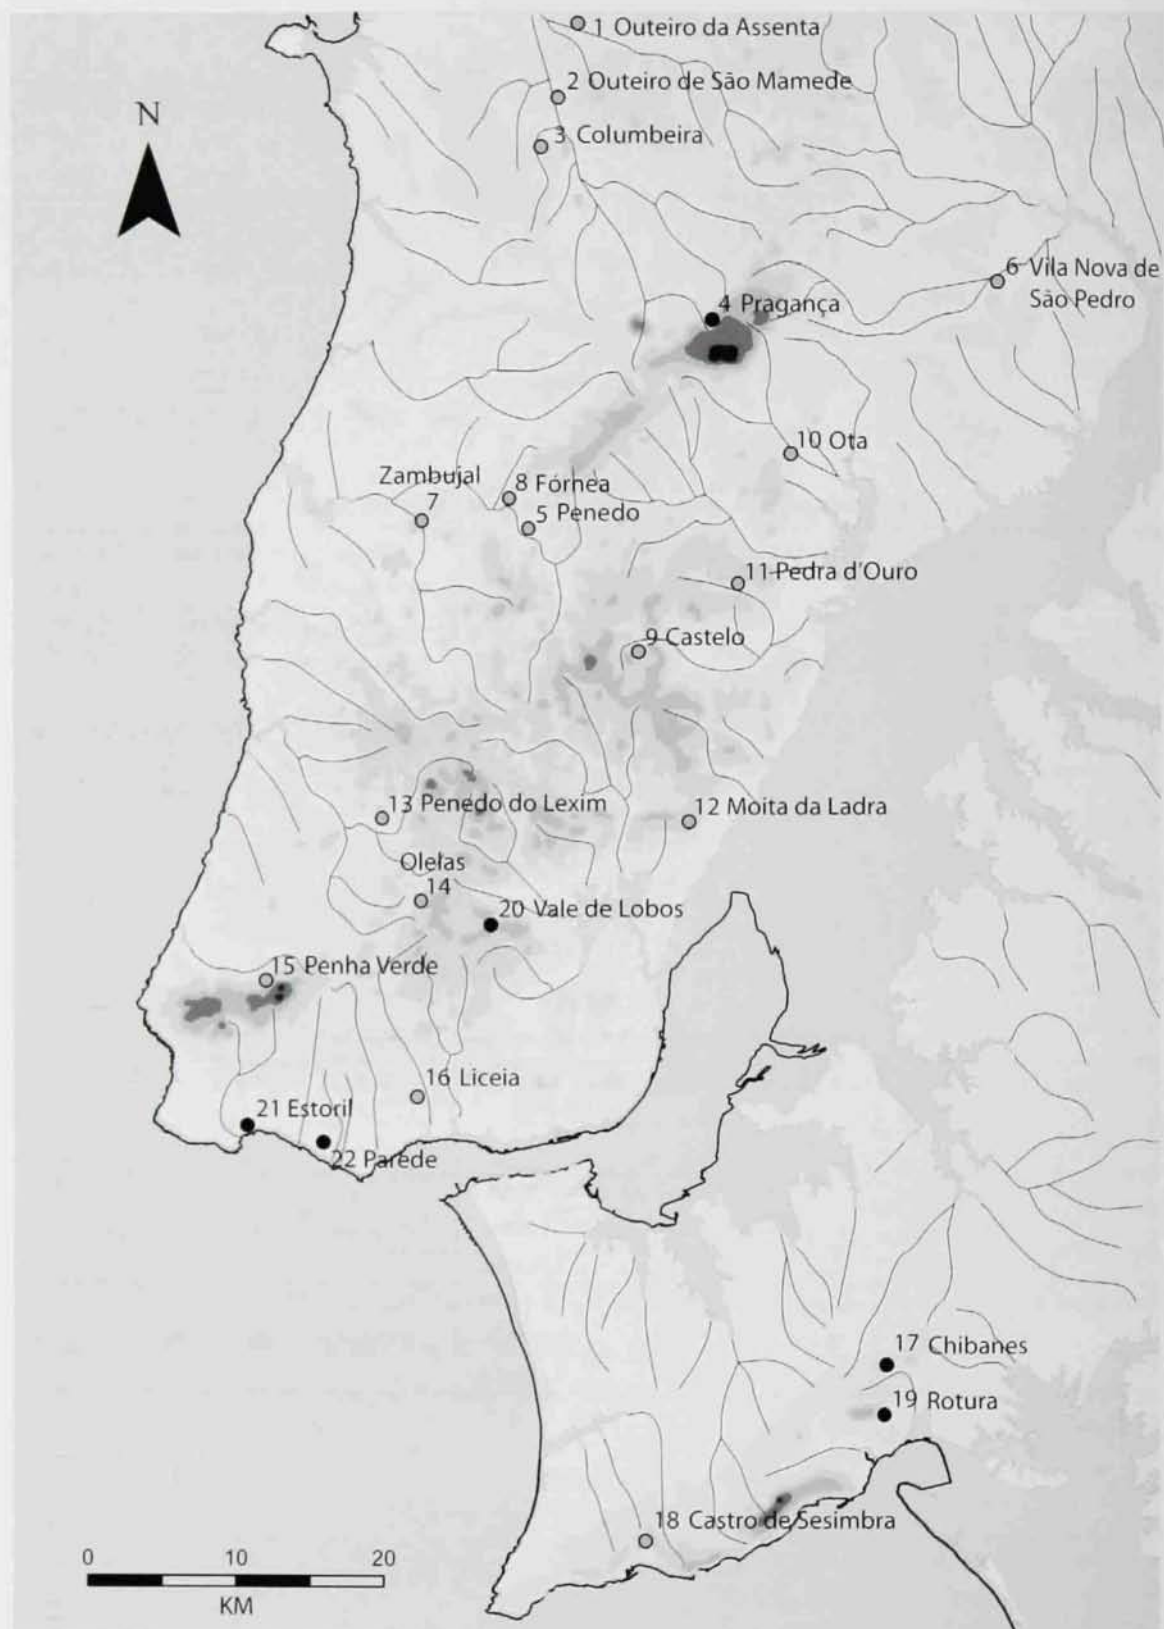 1 Outeiro da Assenta
2 Outeiro de São Mamede
N
3 Columbeira
6 Vila Nova de
São Pedro
4 Pragança
10 Ota
Zambujal
7
8 Fórnea
5 Penedo
11 Pedra d'Ouro
9 Castelo
13 Penedo do Lexim
12 Moita da Ladra
Olelas
14
20 Vale de Lobos
15 Penha Verde
16 Liceia
21 Estoril
22 Parede
17 Chibanes
19 Rotura
18 Castro de Sesimbra
0 10 20
KM